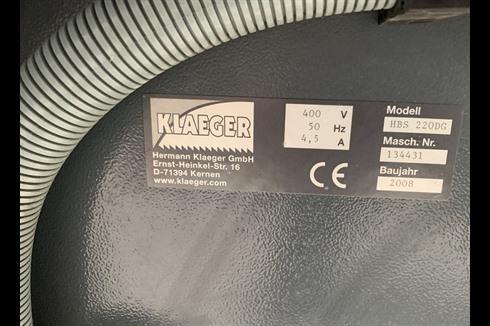 KLAEGER
Hermann Klaeger GmbH
Ernst-Heinkel-Str. 16
D-71394 Kernen
www.klaeger.com
400 V
50 Hz
4,5 A
CE
Modell
HBS 220DG
Masch. Nr.
134431
Baujahr
2008